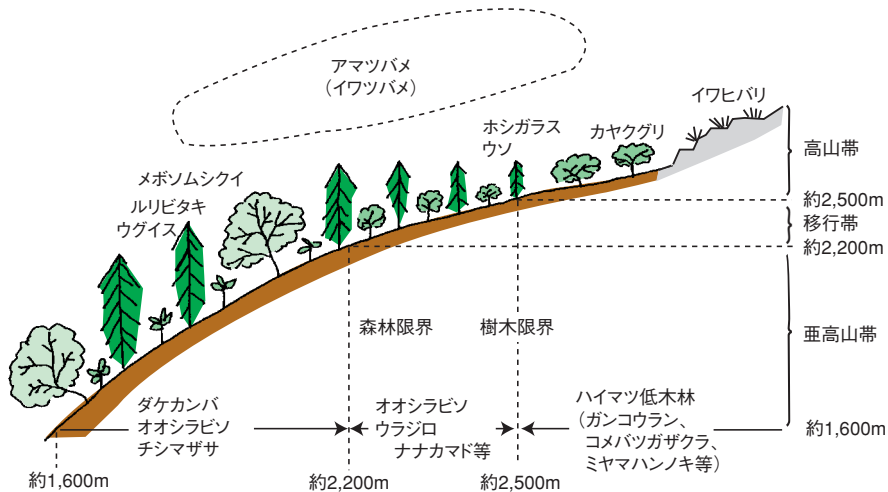 アマツバメ
（イワツバメ）
イワヒバリ
ホシガラス
ウソ
カヤクグリ
高山帯
メボソムシクイ
ルリビタキ
ウグイス
約2,500m
移行帯
約2,200m
森林限界
樹木限界
亜高山帯
ダケカンバ
オオシラビソ
チシマザサ
オオシラビソ
ウラジロ
ナナカマド等
ハイマツ低木林
（ガンコウラン、
コメバツガザクラ、
ミヤマハンノキ等）
約1,600m
約1,600m
約2,200m
約2,500m